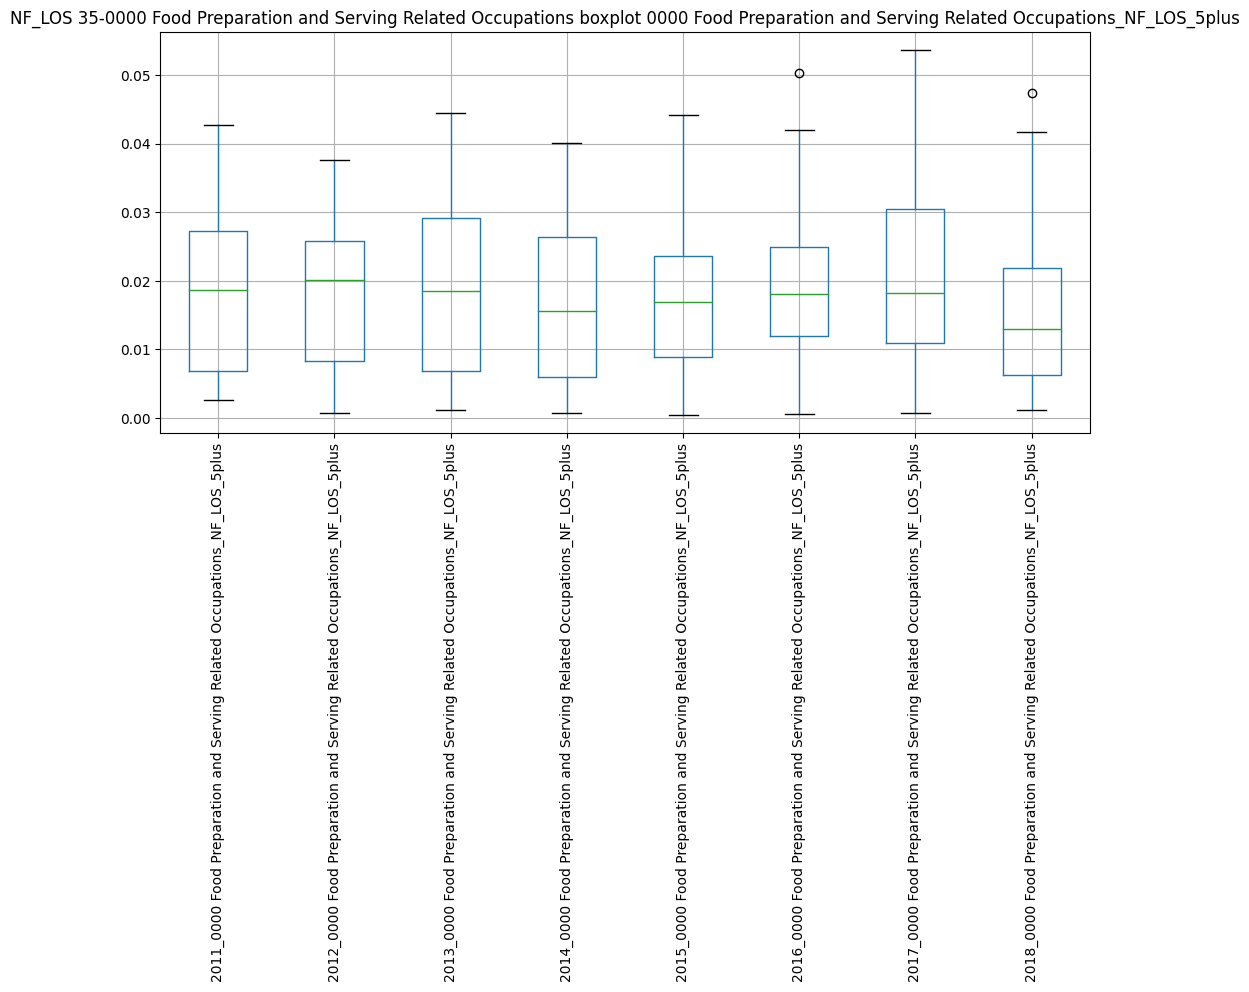 NF_LOS 35-0000 Food Preparation and Serving Related Occupations boxplot 0000 Food Preparation and Serving Related Occupations_NF_LOS_5plus
0.05
0.04
0.03
0.02
0.01
0.00
2011_0000 Food Preparation and Serving Related Occupations_NF_LOS_5plus
2012_0000 Food Preparation and Serving Related Occupations_NF_LOS_5plus
2013_0000 Food Preparation and Serving Related Occupations_NF_LOS_5plus
2014_0000 Food Preparation and Serving Related Occupations_NF_LOS_5plus
2015_0000 Food Preparation and Serving Related Occupations_NF_LOS_5plus
2016_0000 Food Preparation and Serving Related Occupations_NF_LOS_5plus
2017_0000 Food Preparation and Serving Related Occupations_NF_LOS_5plus
2018_0000 Food Preparation and Serving Related Occupations_NF_LOS_5plus